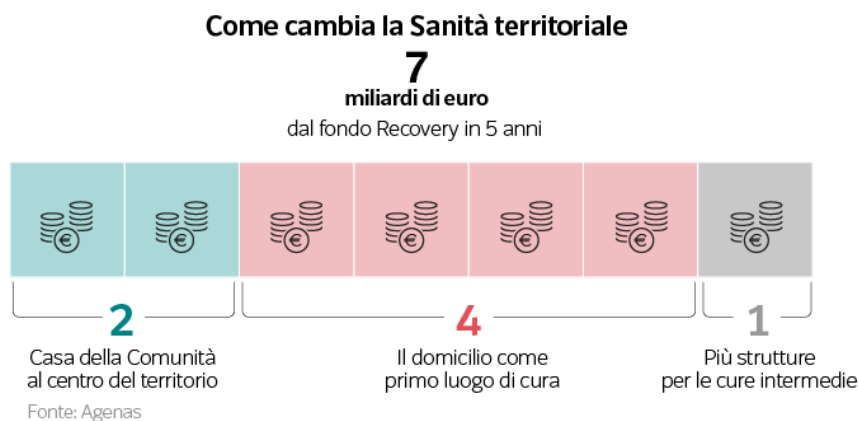 Come cambia la Sanità territoriale
7
miliardi di euro
dal fondo Recovery in 5 anni
€ € € € € € €
2
Casa della Comunità
al centro del territorio
4
Il domicilio come
primo luogo di cura
1
Più strutture
per le cure intermedie
Fonte: Agenas